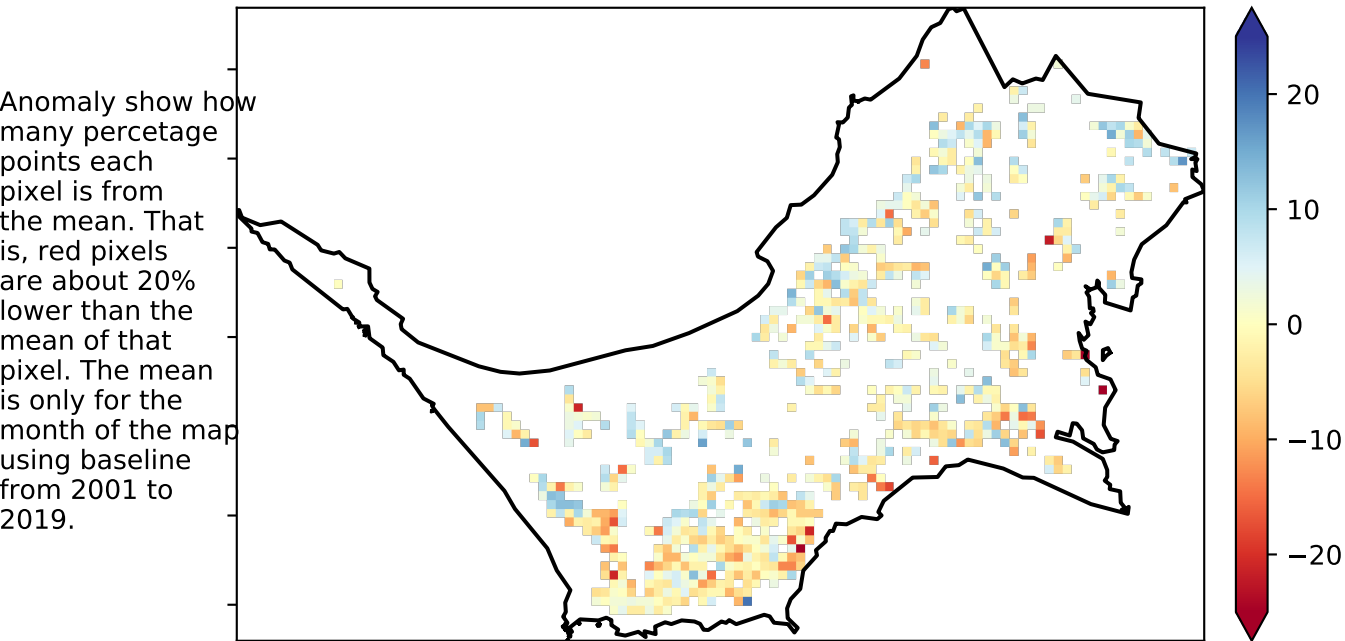 Anomaly show how
many percetage
points each
pixel is from
the mean. That
is, red pixels
are about 20%
lower than the
mean of that
pixel. The mean
is only for the
month of the map
using baseline
from 2001 to
2019.
20
10
0
−10
−20